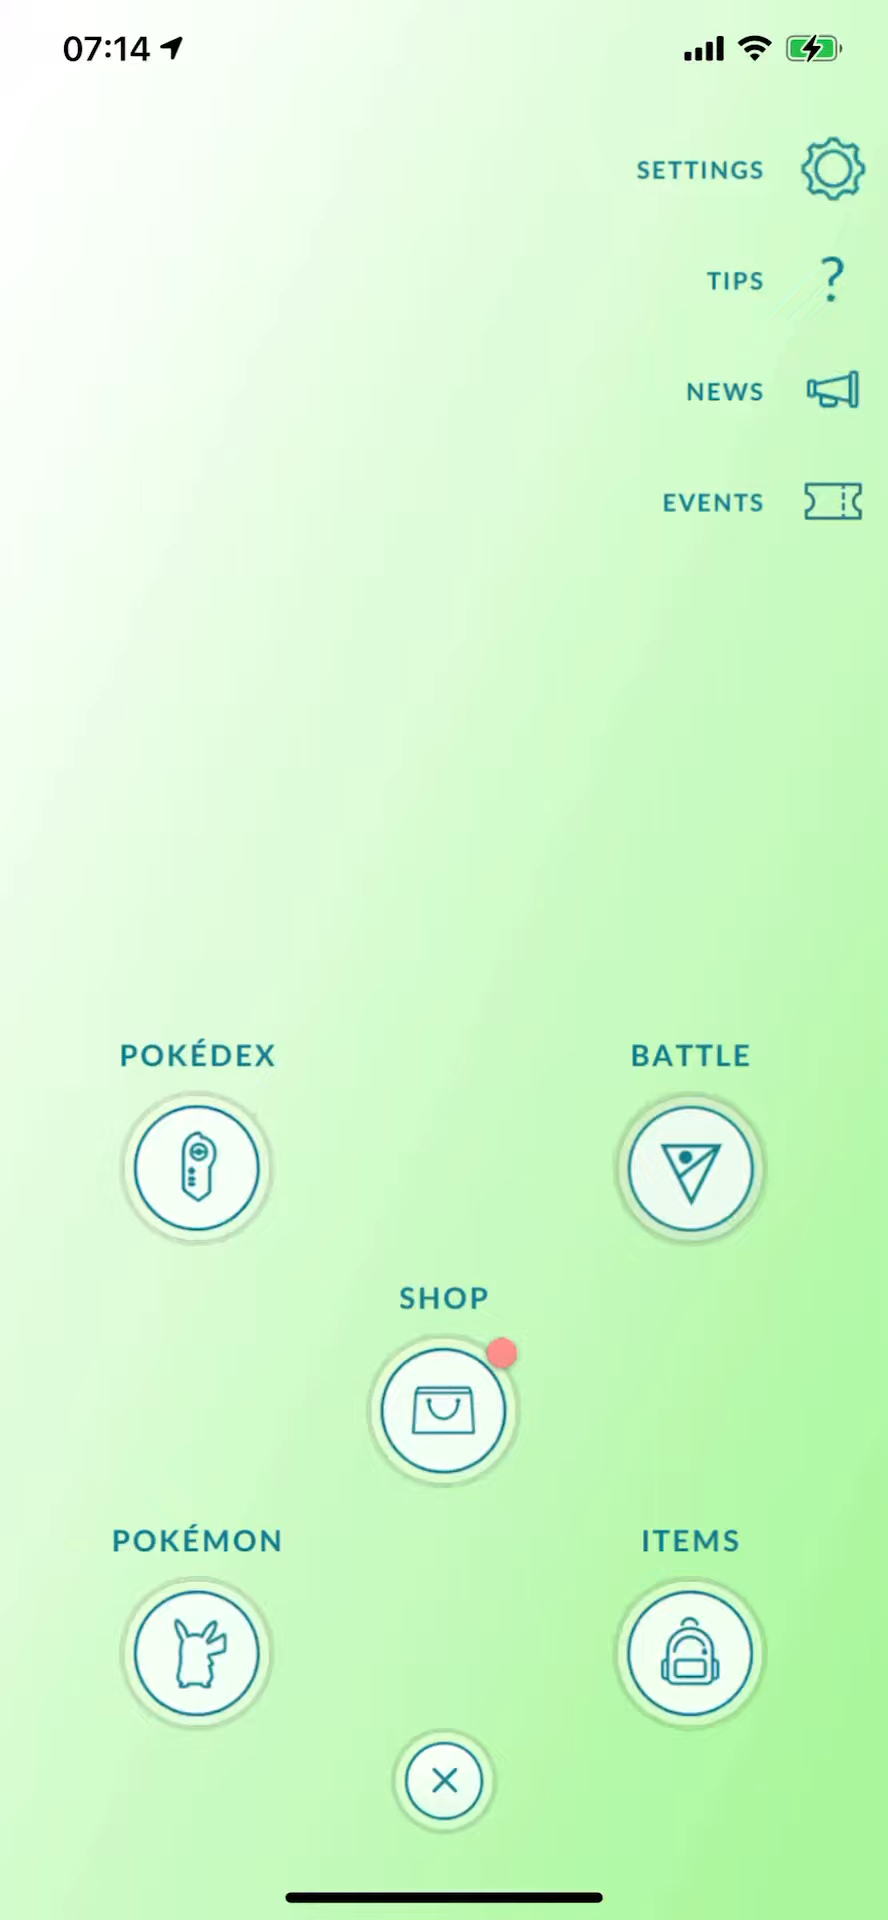 07:14
SETTINGS
TIPS
?
NEWS
EVENTS
POKÉDEX
BATTLE
SHOP
POKÉMON
ITEMS